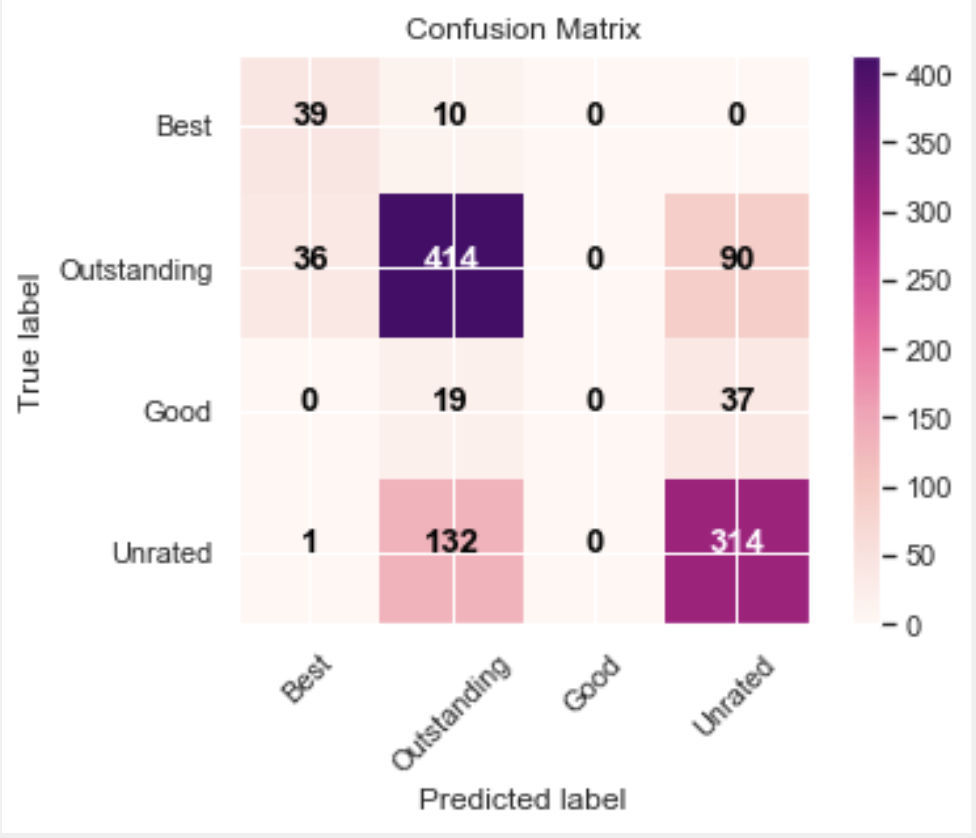 Confusion Matrix
Best 39 10 0 0
Outstanding 36 414 0 90
Good 0 19 0 37
Unrated 1 132 0 314
True label
Best Outstanding Good Unrated
Predicted label
400
350
300
250
200
150
100
50
0